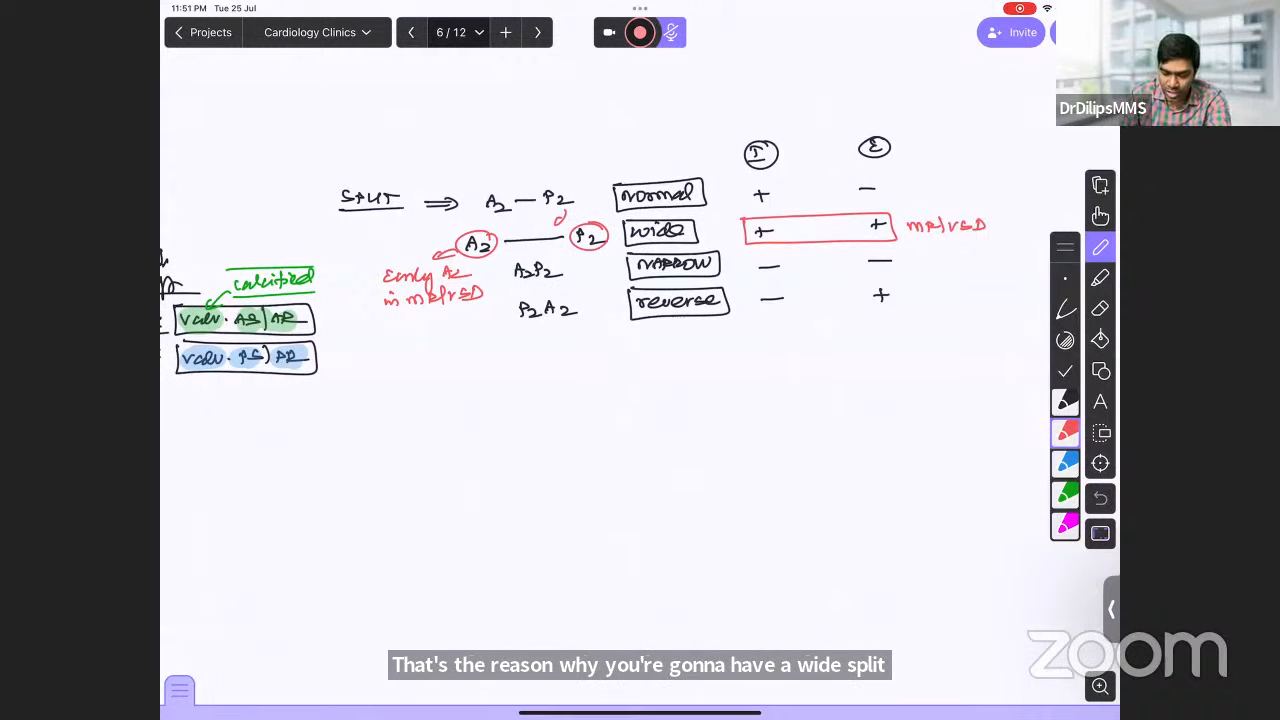 11:51 PM Tue 25 Jul
Projects
Cardiology Clinics
6 / 12
Invite
DrDilipsMMS
I E
SPLIT ⇒ A2 — P2 normal + −
A2 — P2 wide + + MR/VSD
Early A2 in MR/VSD
A2P2 NARROW − −
P2A2 reverse − +
calcified
valv. AS | AR
valv. PS | PR
A
zoom
That's the reason why you're gonna have a wide split